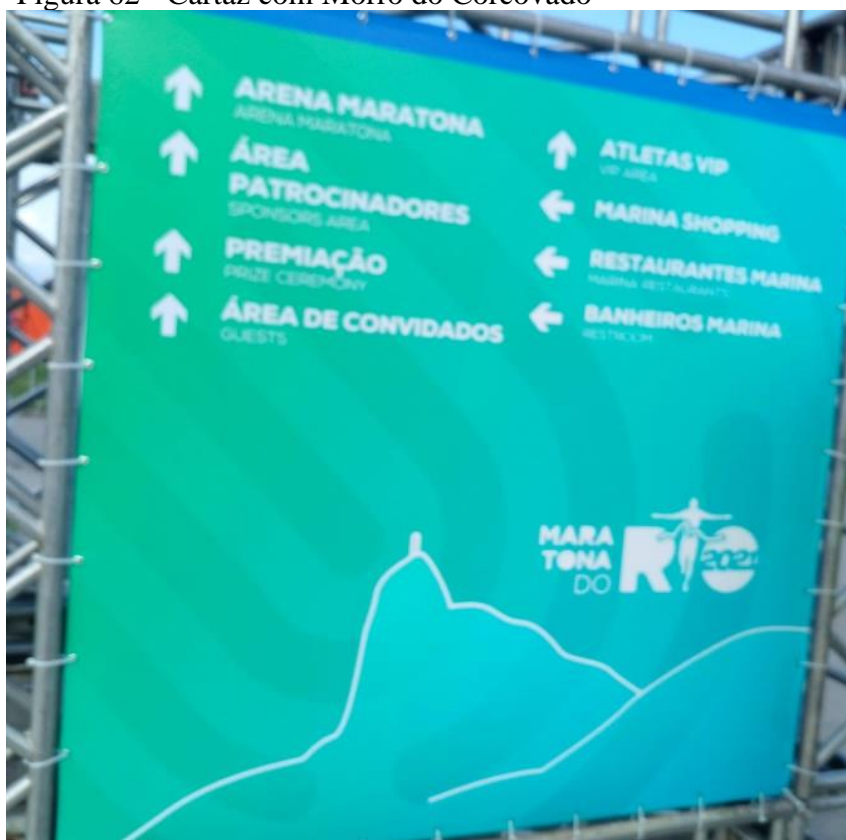 Figura 62 - Cartaz com Morro do Corcovado
ARENA MARATONA
ARENA MARATONA
ÁREA
PATROCINADORES
SPONSORS AREA
PREMIAÇÃO
PRIZE CEREMONY
ÁREA DE CONVIDADOS
GUESTS
ATLETAS VIP
VIP AREA
MARINA SHOPPING
RESTAURANTES MARINA
MARINA RESTAURANTS
BANHEIROS MARINA
RESTROOM
MARA
TONA
DO RIO
2021